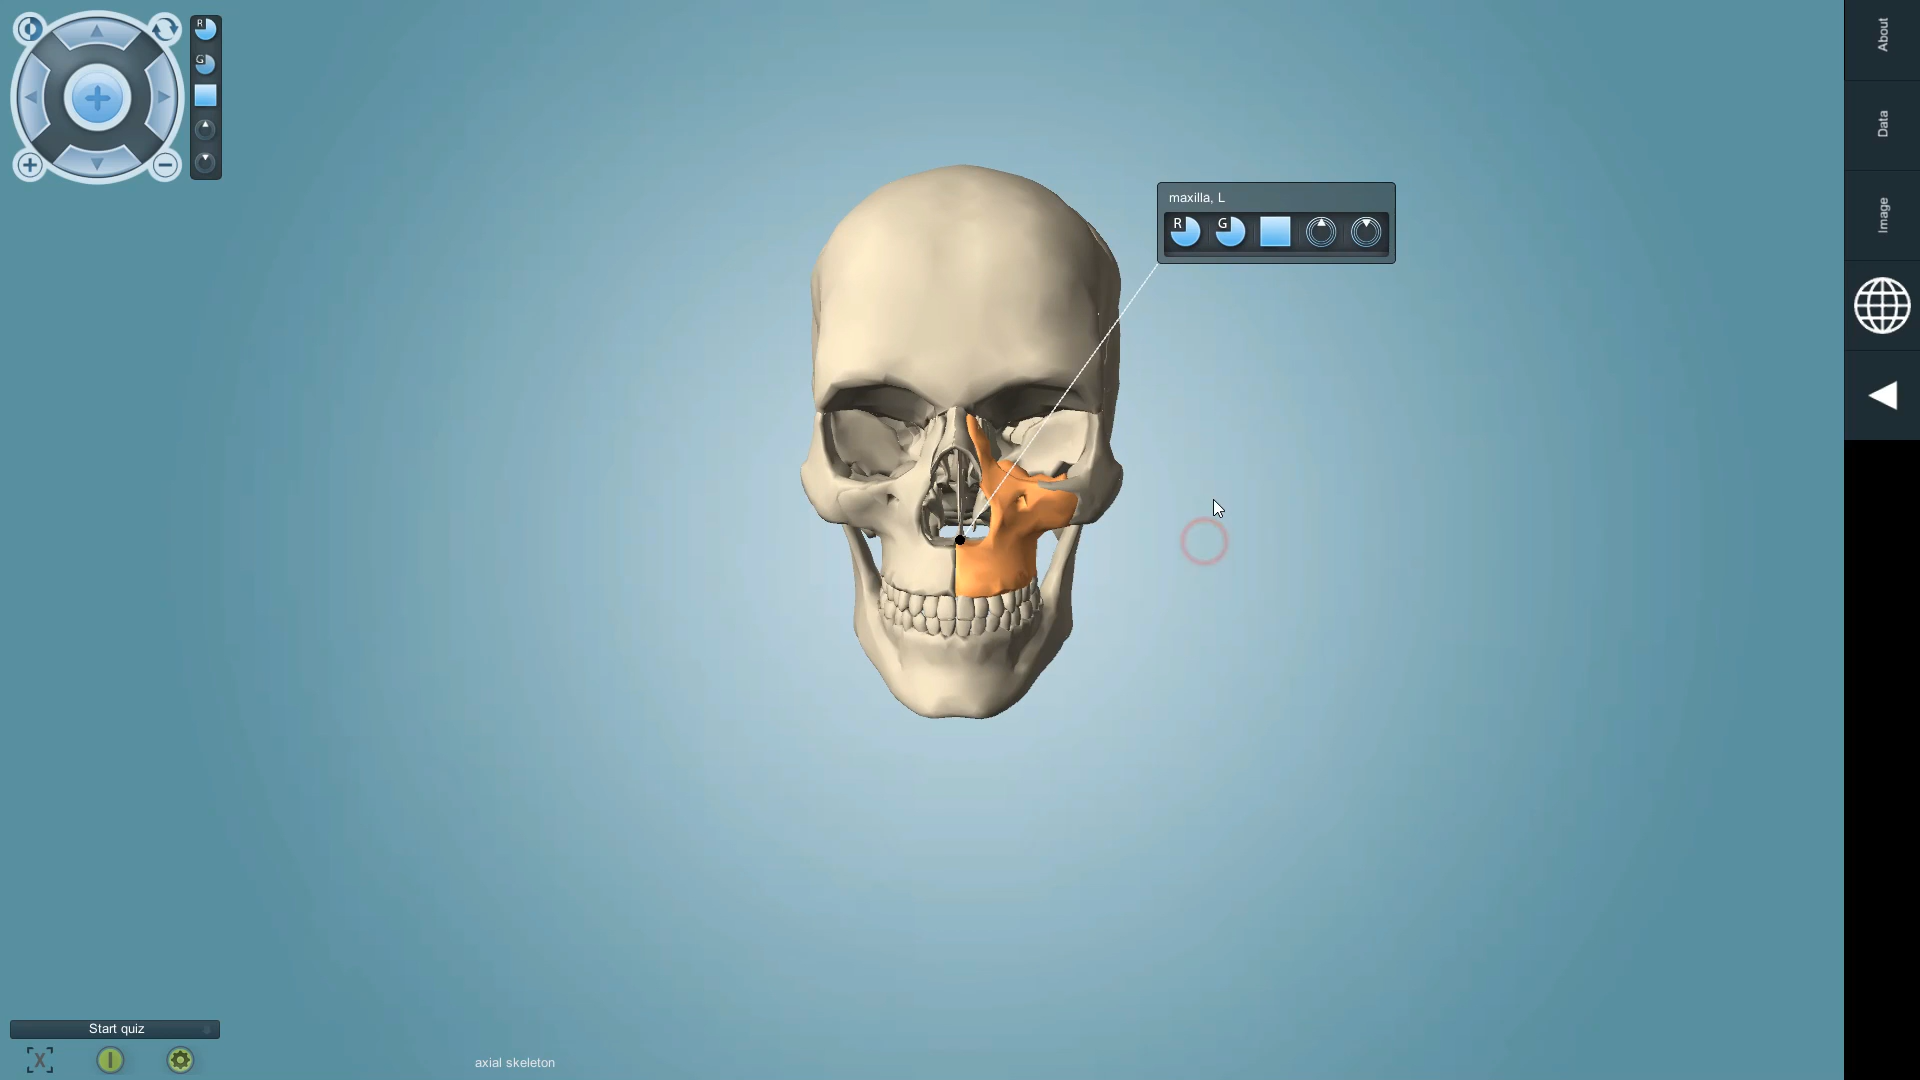 R
G
maxilla, L
R
G
About
Data
Image
Start quiz
axial skeleton